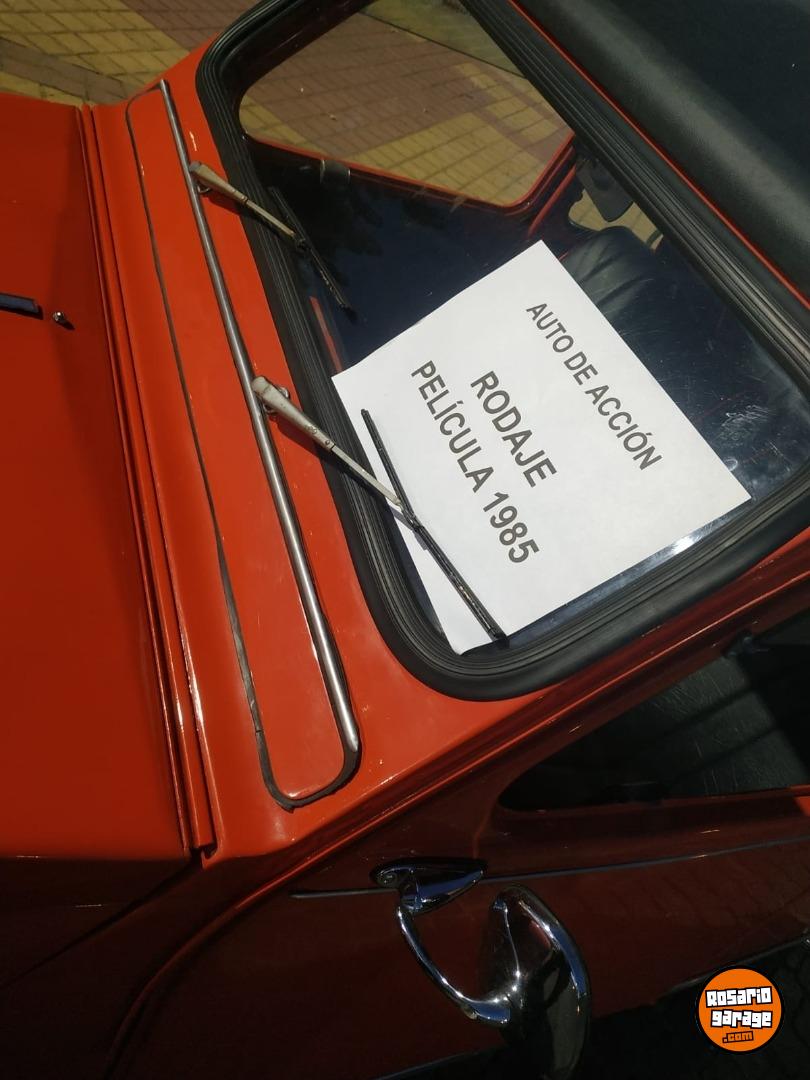 AUTO DE ACCIÓN
RODAJE
PELÍCULA 1985
Rosario
garage
.com